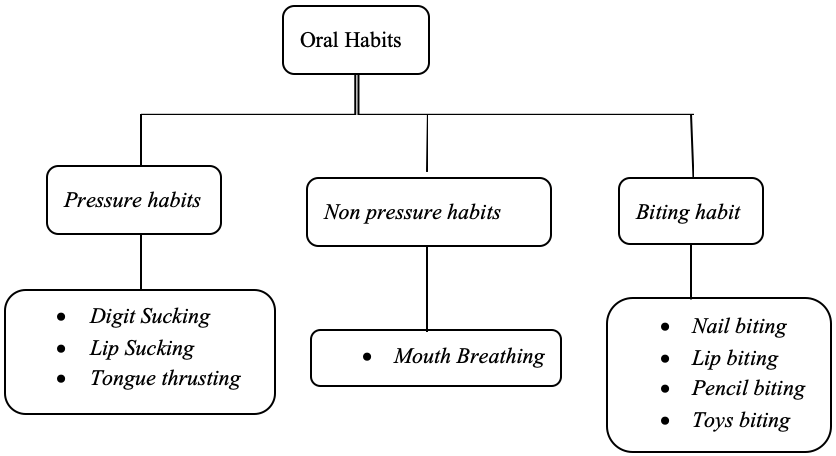 Oral Habits
Pressure habits
Non pressure habits
Biting habit
• Digit Sucking
• Lip Sucking
• Tongue thrusting
• Mouth Breathing
• Nail biting
• Lip biting
• Pencil biting
• Toys biting